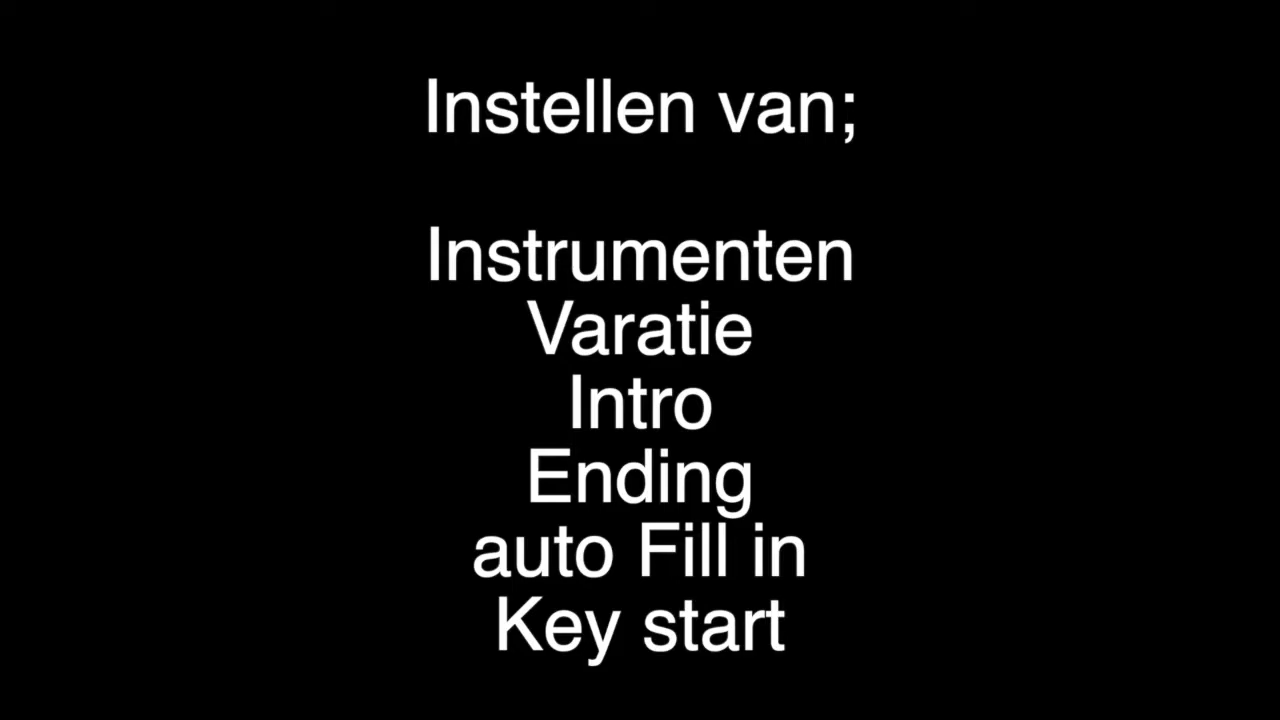 Instellen van;
Instrumenten
Varatie
Intro
Ending
auto Fill in
Key start